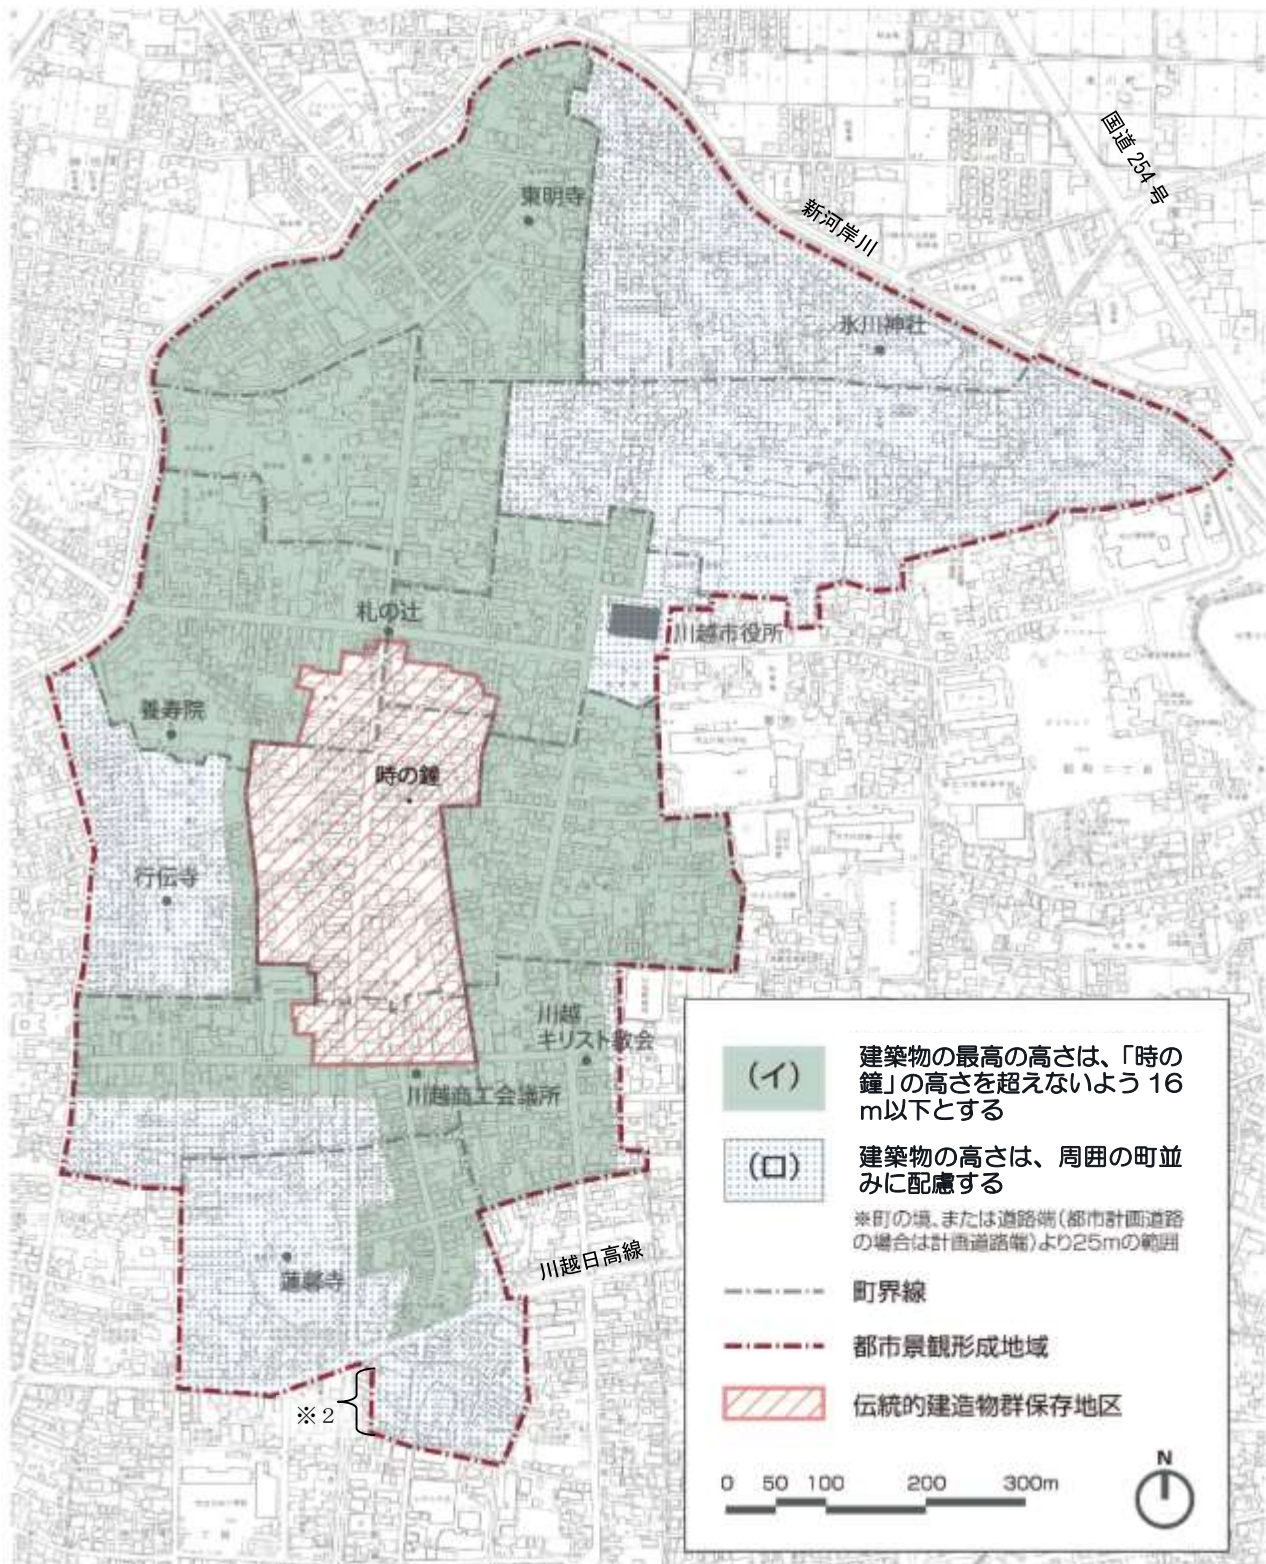 国道254号
東明寺
新河岸川
氷川神社
札の辻
川越市役所
養寿院
時の鐘
行伝寺
川越
キリスト教会
川越商工会議所
川越日高線
蓮馨寺
※2
(イ)
建築物の最高の高さは、「時の
鐘」の高さを超えないよう 16
m以下とする
(ロ)
建築物の高さは、周囲の町並
みに配慮する
※町の境、または道路端(都市計画道路
の場合は計画道路端)より25mの範囲
町界線
都市景観形成地域
伝統的建造物群保存地区
0 50 100 200 300m
N